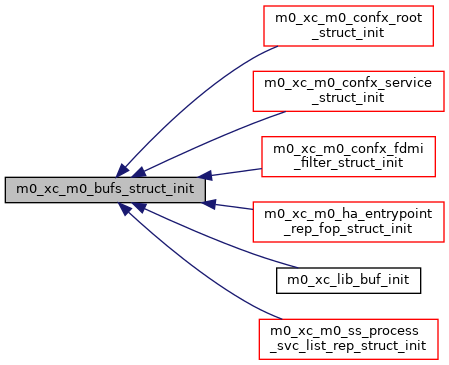 m0_xc_m0_confx_root
_struct_init
m0_xc_m0_confx_service
_struct_init
m0_xc_m0_confx_fdmi
_filter_struct_init
m0_xc_m0_bufs_struct_init
m0_xc_m0_ha_entrypoint
_rep_fop_struct_init
m0_xc_lib_buf_init
m0_xc_m0_ss_process
_svc_list_rep_struct_init